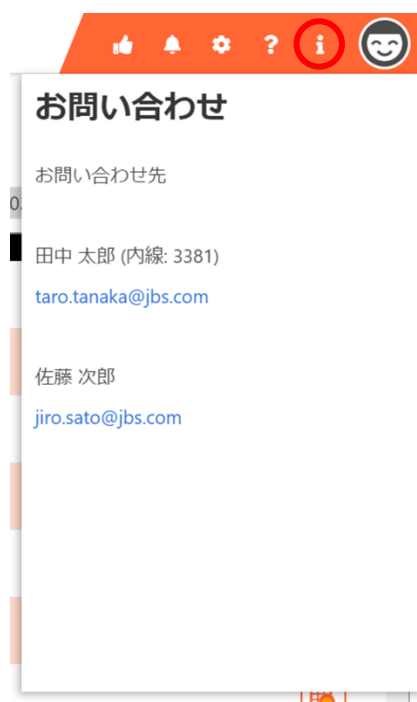 お問い合わせ
お問い合わせ先
田中 太郎 (内線: 3381)
taro.tanaka@jbs.com
佐藤 次郎
jiro.sato@jbs.com